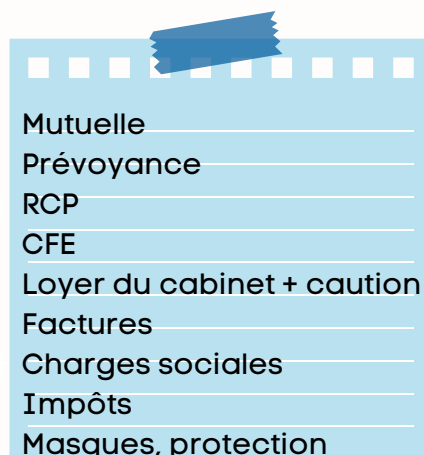 Mutuelle
Prévoyance
RCP
CFE
Loyer du cabinet + caution
Factures
Charges sociales
Impôts
Masques, protection